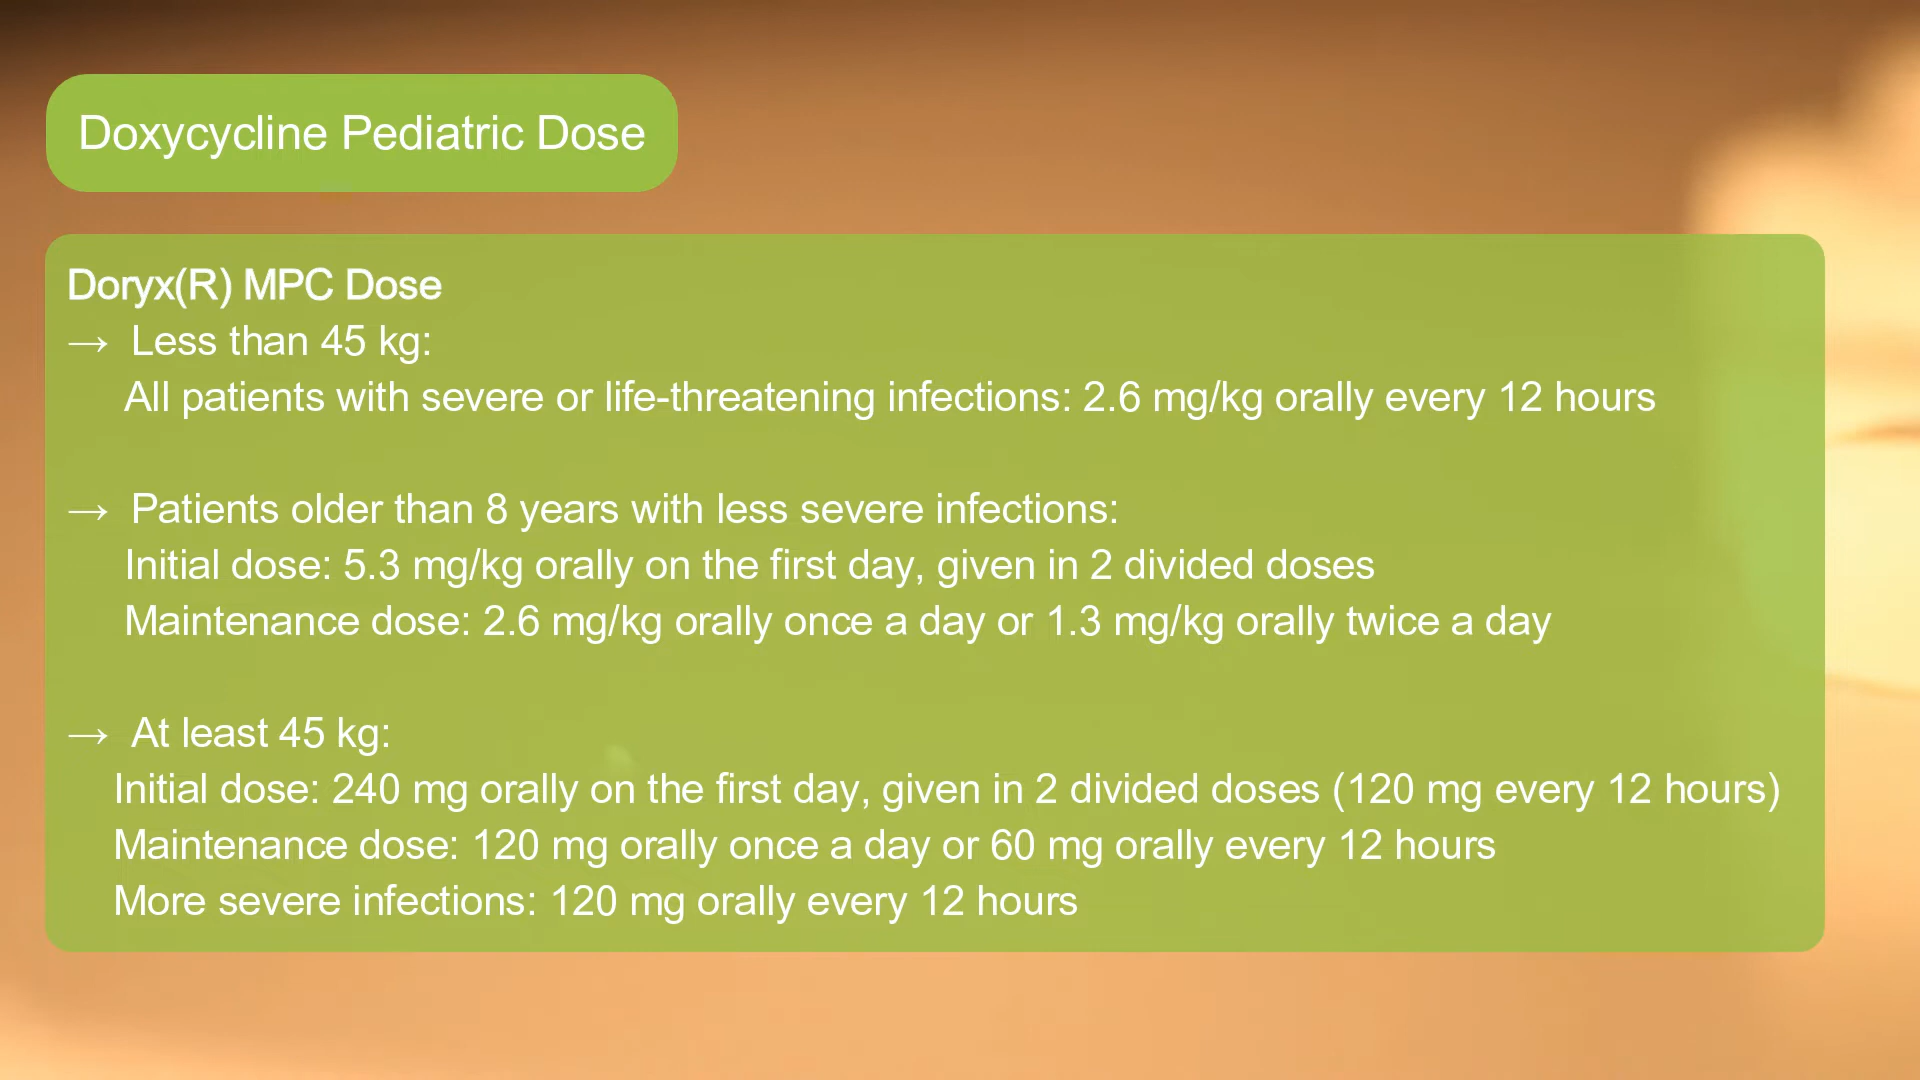 Doxycycline Pediatric Dose
Doryx(R) MPC Dose
→ Less than 45 kg:
All patients with severe or life-threatening infections: 2.6 mg/kg orally every 12 hours
→ Patients older than 8 years with less severe infections:
Initial dose: 5.3 mg/kg orally on the first day, given in 2 divided doses
Maintenance dose: 2.6 mg/kg orally once a day or 1.3 mg/kg orally twice a day
→ At least 45 kg:
Initial dose: 240 mg orally on the first day, given in 2 divided doses (120 mg every 12 hours)
Maintenance dose: 120 mg orally once a day or 60 mg orally every 12 hours
More severe infections: 120 mg orally every 12 hours